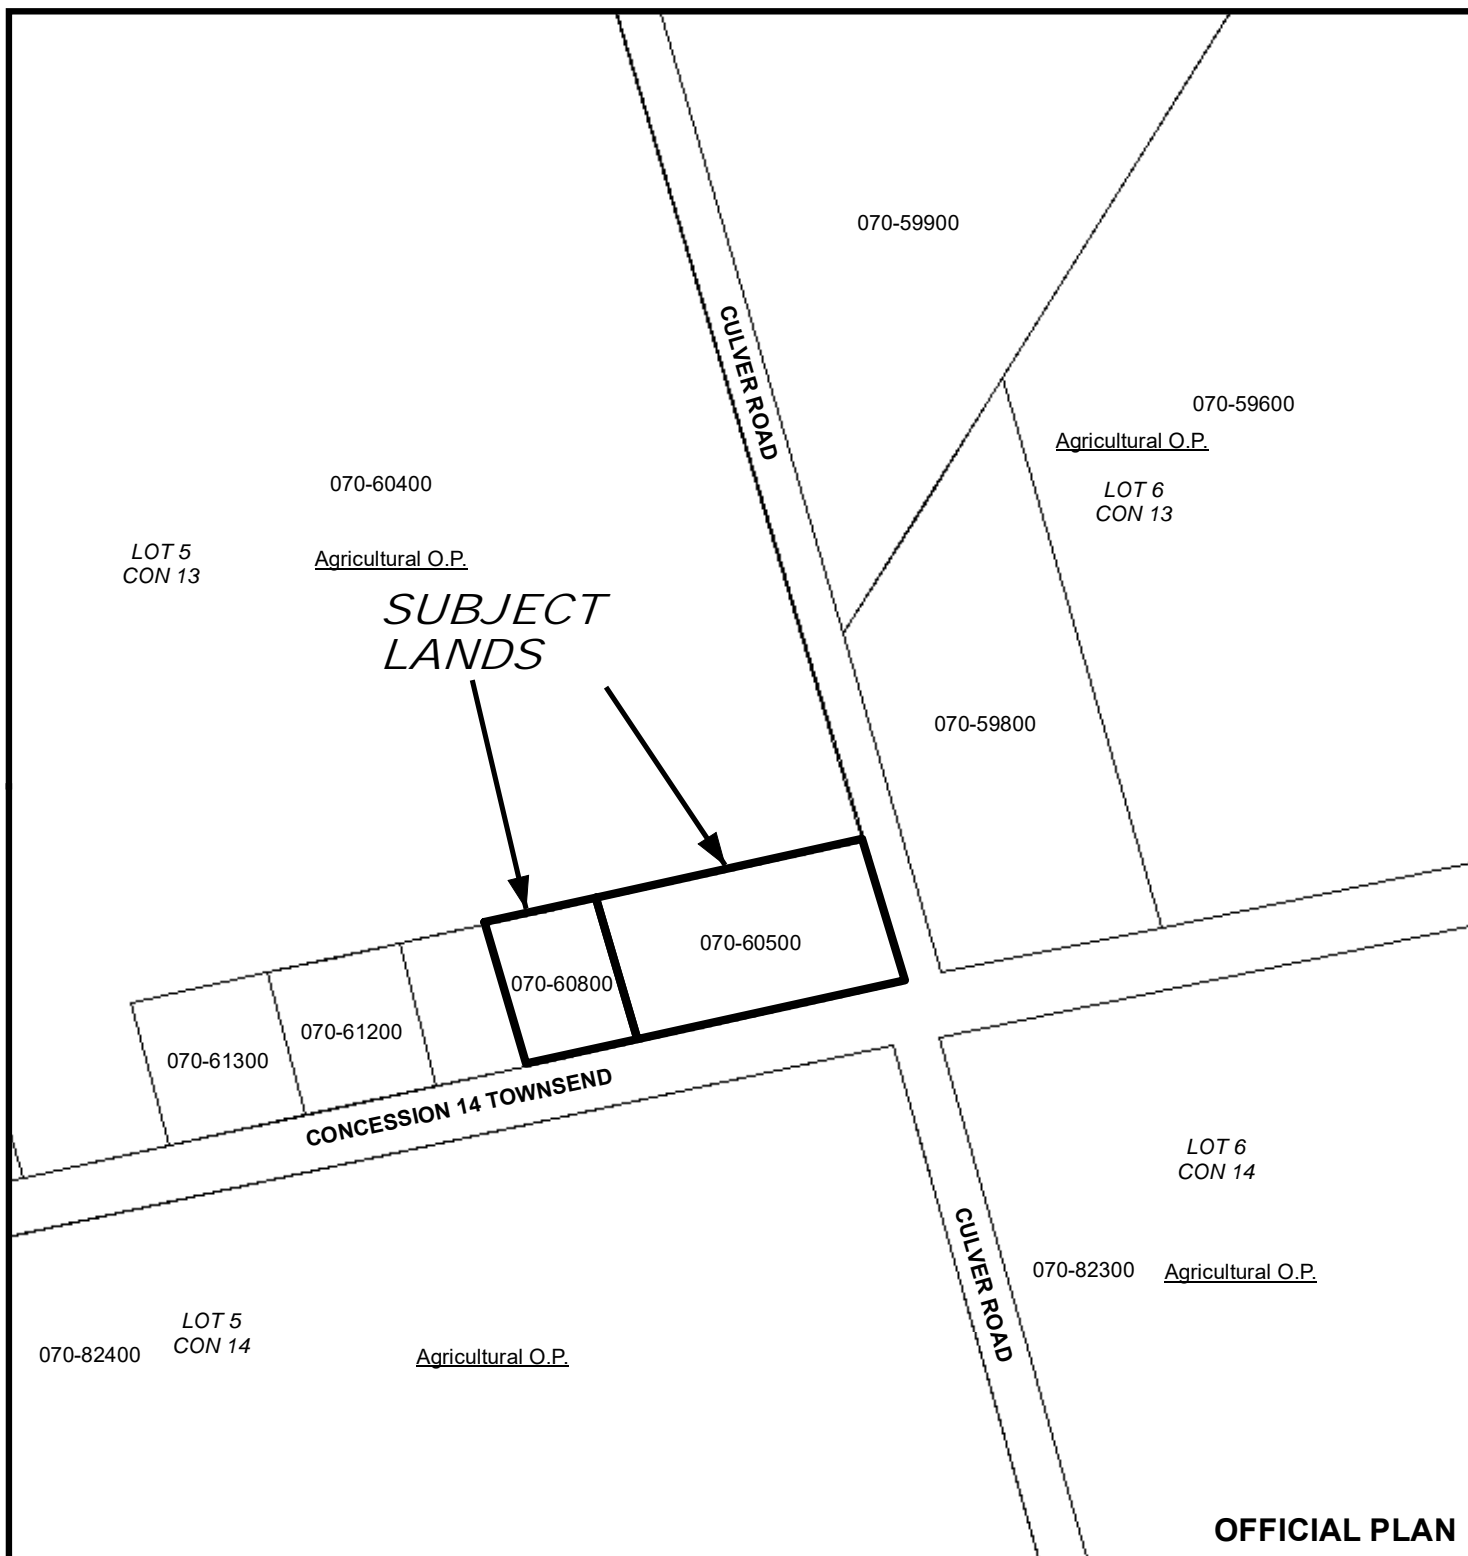 070-59900
CULVER ROAD
070-59600
Agricultural O.P.
LOT 6
CON 13
070-60400
LOT 5
CON 13
Agricultural O.P.
SUBJECT
LANDS
070-59800
070-60500
070-60800
070-61200
070-61300
CONCESSION 14 TOWNSEND
LOT 6
CON 14
CULVER ROAD
070-82300
Agricultural O.P.
LOT 5
CON 14
070-82400
Agricultural O.P.
OFFICIAL PLAN